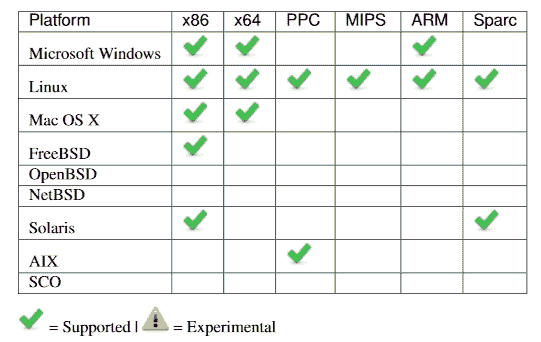 Platform x86 x64 PPC MIPS ARM Sparc
Microsoft Windows
Linux
Mac OS X
FreeBSD
OpenBSD
NetBSD
Solaris
AIX
SCO
= Supported | = Experimental